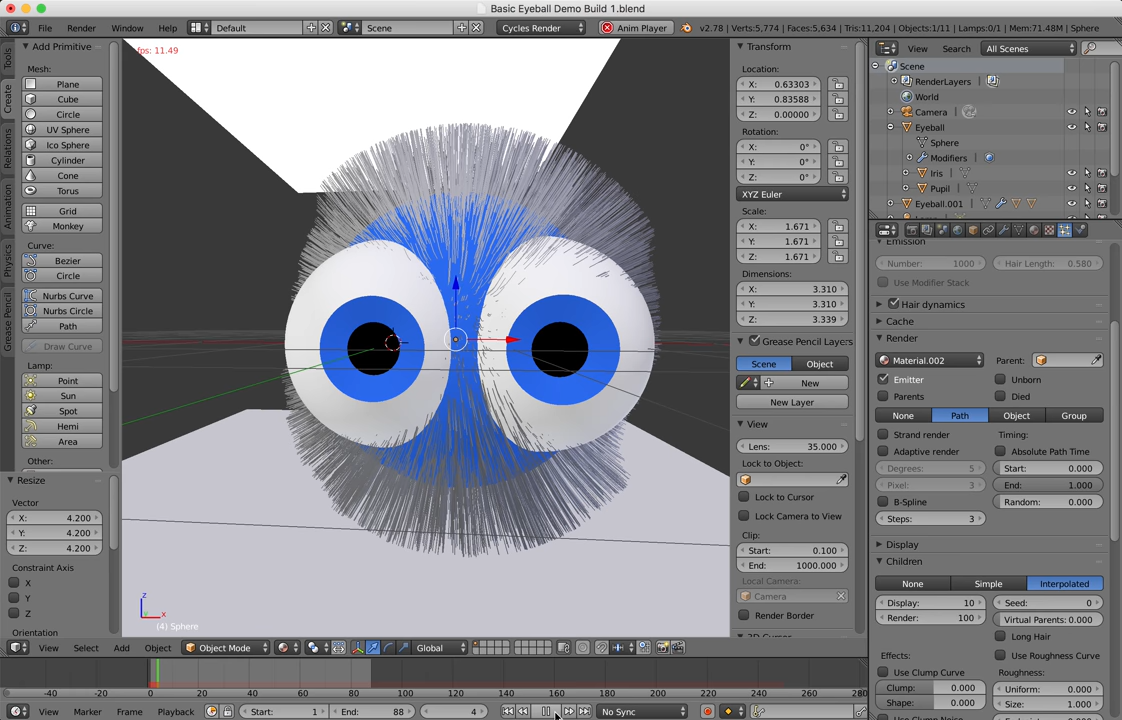 Basic Eyeball Demo Build 1.blend
File Render Window Help Default Scene Cycles Render Anim Player v2.78 | Verts:5,774 | Faces:5,634 | Tris:11,204 | Objects:1/11 | Lamps:0/1 | Mem:71.48M | Sphere
Tools
Create
Relations
Animation
Physics
Grease Pencil
Add Primitive
Mesh:
Plane
Cube
Circle
UV Sphere
Ico Sphere
Cylinder
Cone
Torus
Grid
Monkey
Curve:
Bezier
Circle
Nurbs Curve
Nurbs Circle
Path
Draw Curve
Lamp:
Point
Sun
Spot
Hemi
Area
Other:
Resize
Vector
X: 4.200
Y: 4.200
Z: 4.200
Constraint Axis
X
Y
Z
Orientation
fps: 11.49
z
x
(4) Sphere
Transform
Location:
X: 0.63303
Y: 0.83588
Z: 0.00000
Rotation:
X: 0°
Y: 0°
Z: 0°
XYZ Euler
Scale:
X: 1.671
Y: 1.671
Z: 1.671
Dimensions:
X: 3.310
Y: 3.310
Z: 3.339
Grease Pencil Layers
Scene Object
New
New Layer
View
Lens: 35.000
Lock to Object:
Lock to Cursor
Lock Camera to View
Clip:
Start: 0.100
End: 1000.000
Local Camera:
Camera
Render Border
View Search All Scenes
Scene
RenderLayers
World
Camera
Eyeball
Sphere
Modifiers
Iris
Pupil
Eyeball.001
Emission
Number: 1000 Hair Length: 0.580
Use Modifier Stack
Hair dynamics
Cache
Render
Material.002 Parent:
Emitter Unborn
Parents Died
None Path Object Group
Strand render Timing:
Adaptive render Absolute Path Time
Degrees: 5 Start: 0.000
Pixel: 3 End: 1.000
B-Spline Random: 0.000
Steps: 3
Display
Children
None Simple Interpolated
Display: 10 Seed: 0
Render: 100 Virtual Parents: 0.000
Long Hair
Effects: Use Roughness Curve
Use Clump Curve Roughness:
Clump: 0.000 Uniform: 0.000
Shape: 0.000 Size: 1.000
View Select Add Object Object Mode Global
-40 -20 0 20 40 60 80 100 120 140 160 180 200 220 240 260 280
View Marker Frame Playback Start: 1 End: 88 4 No Sync